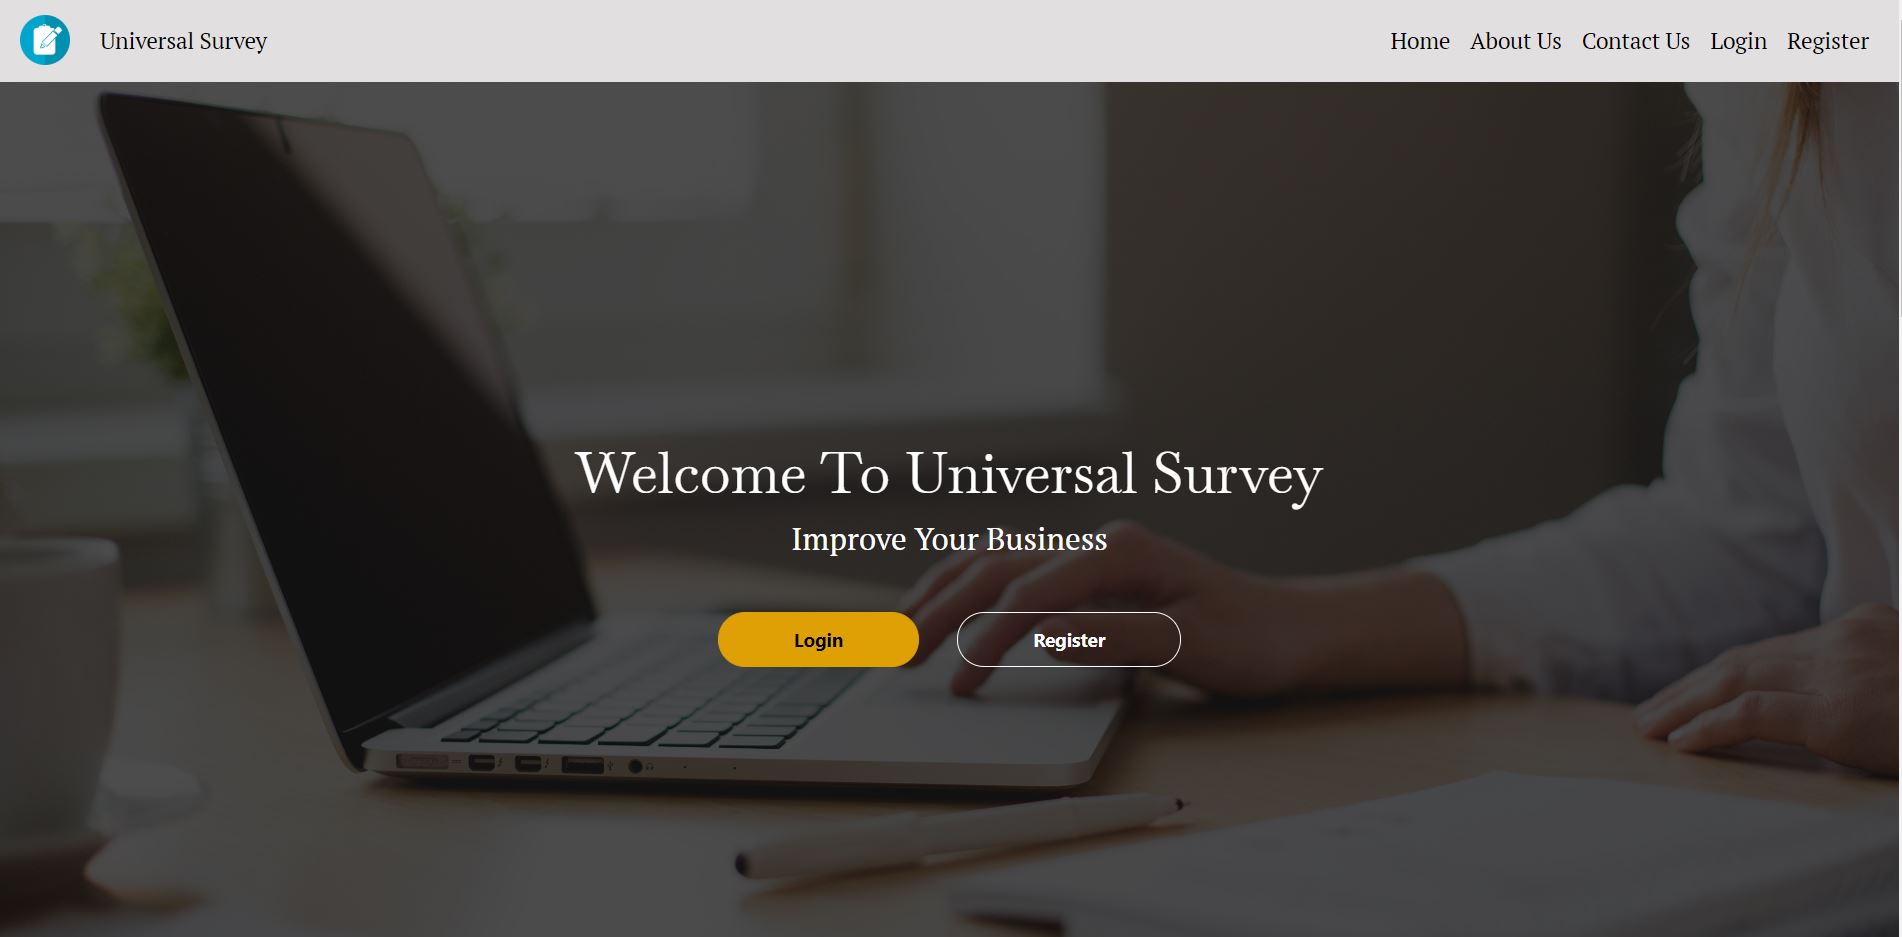 Universal Survey
Home About Us Contact Us Login Register
Welcome To Universal Survey
Improve Your Business
Login Register